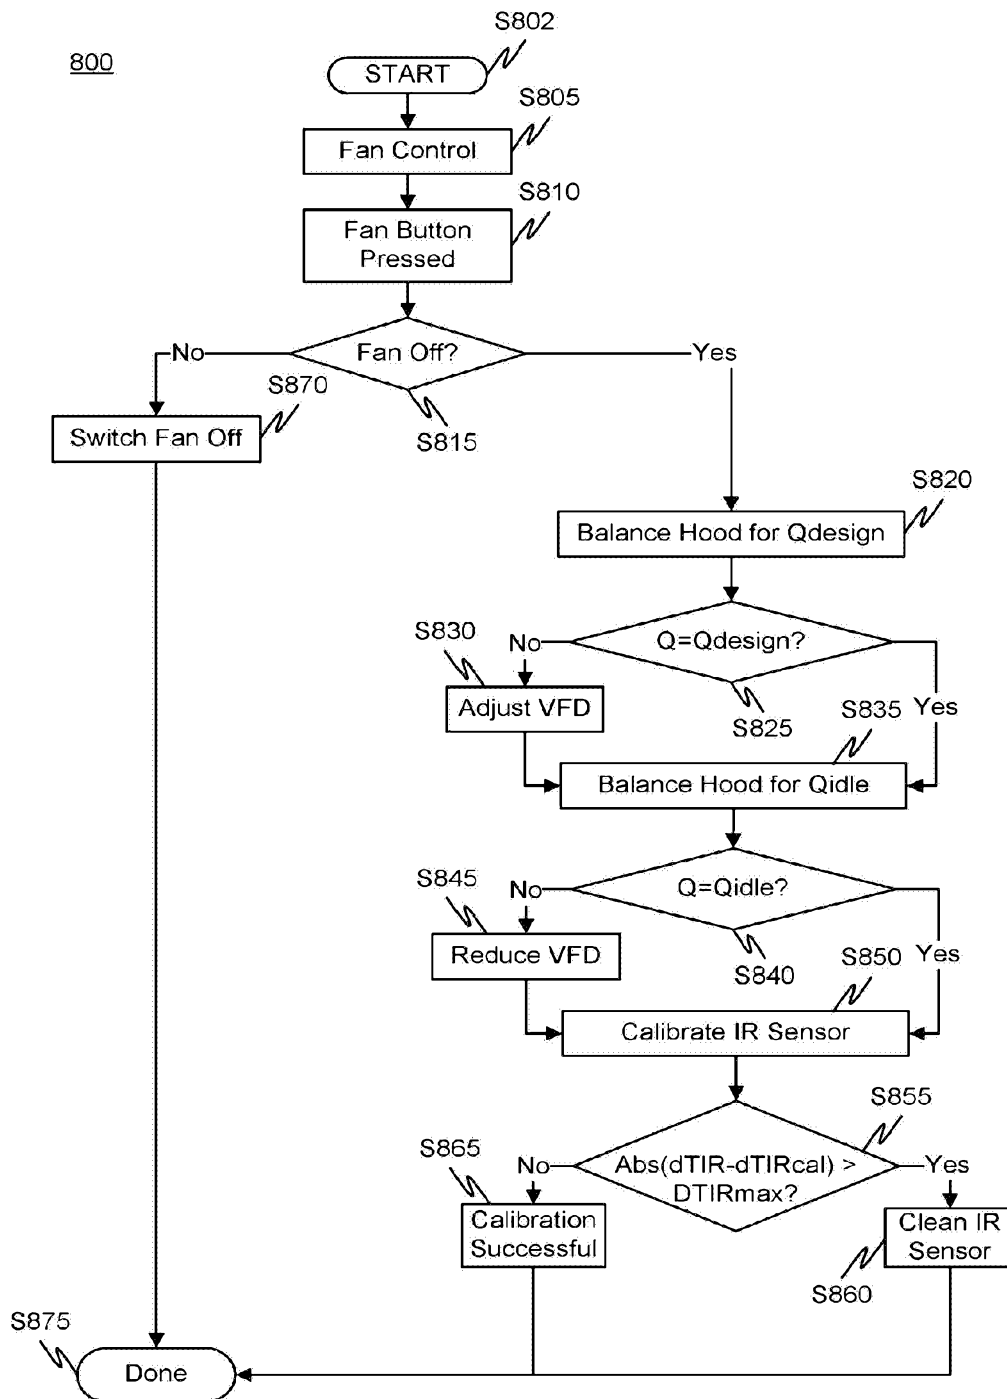 800
S802
START
S805
Fan Control
S810
Fan Button
Pressed
No
Fan Off?
Yes
S870
S815
Switch Fan Off
S820
Balance Hood for Qdesign
S830
No
Q=Qdesign?
Adjust VFD
S825
S835
Yes
Balance Hood for Qidle
S845
No
Q=Qidle?
Reduce VFD
S840
S850
Yes
Calibrate IR Sensor
S855
S865
No
Abs(dTIR-dTIRcal) >
DTIRmax?
Yes
Calibration
Successful
Clean IR
Sensor
S860
S875
Done